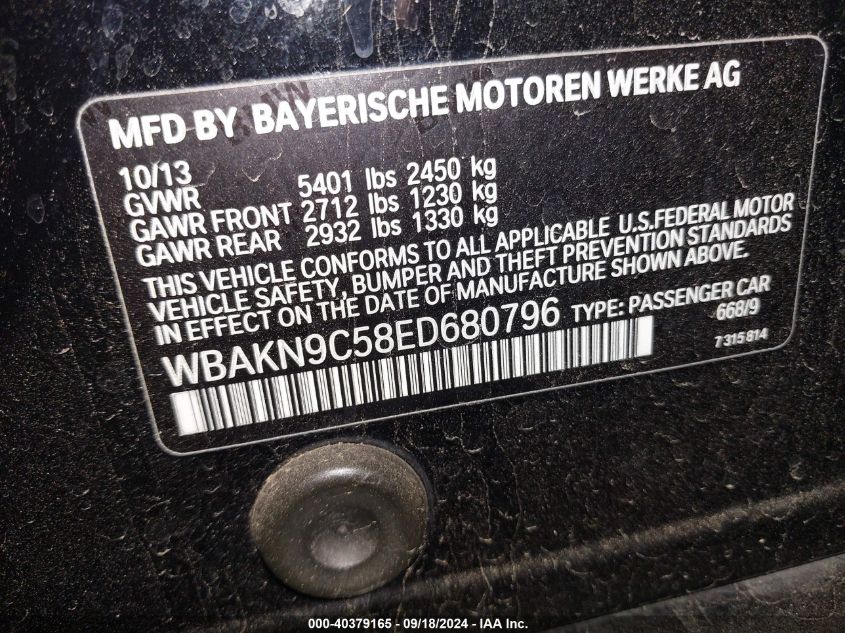 MFD BY BAYERISCHE MOTOREN WERKE AG
10/13
GVWR 5401 lbs 2450 kg
GAWR FRONT 2712 lbs 1230 kg
GAWR REAR 2932 lbs 1330 kg
THIS VEHICLE CONFORMS TO ALL APPLICABLE U.S.FEDERAL MOTOR
VEHICLE SAFETY, BUMPER AND THEFT PREVENTION STANDARDS
IN EFFECT ON THE DATE OF MANUFACTURE SHOWN ABOVE.
WBAKN9C58ED680796 TYPE: PASSENGER CAR
668/9
7 315 814
000-40379165 - 09/18/2024 - IAA Inc.